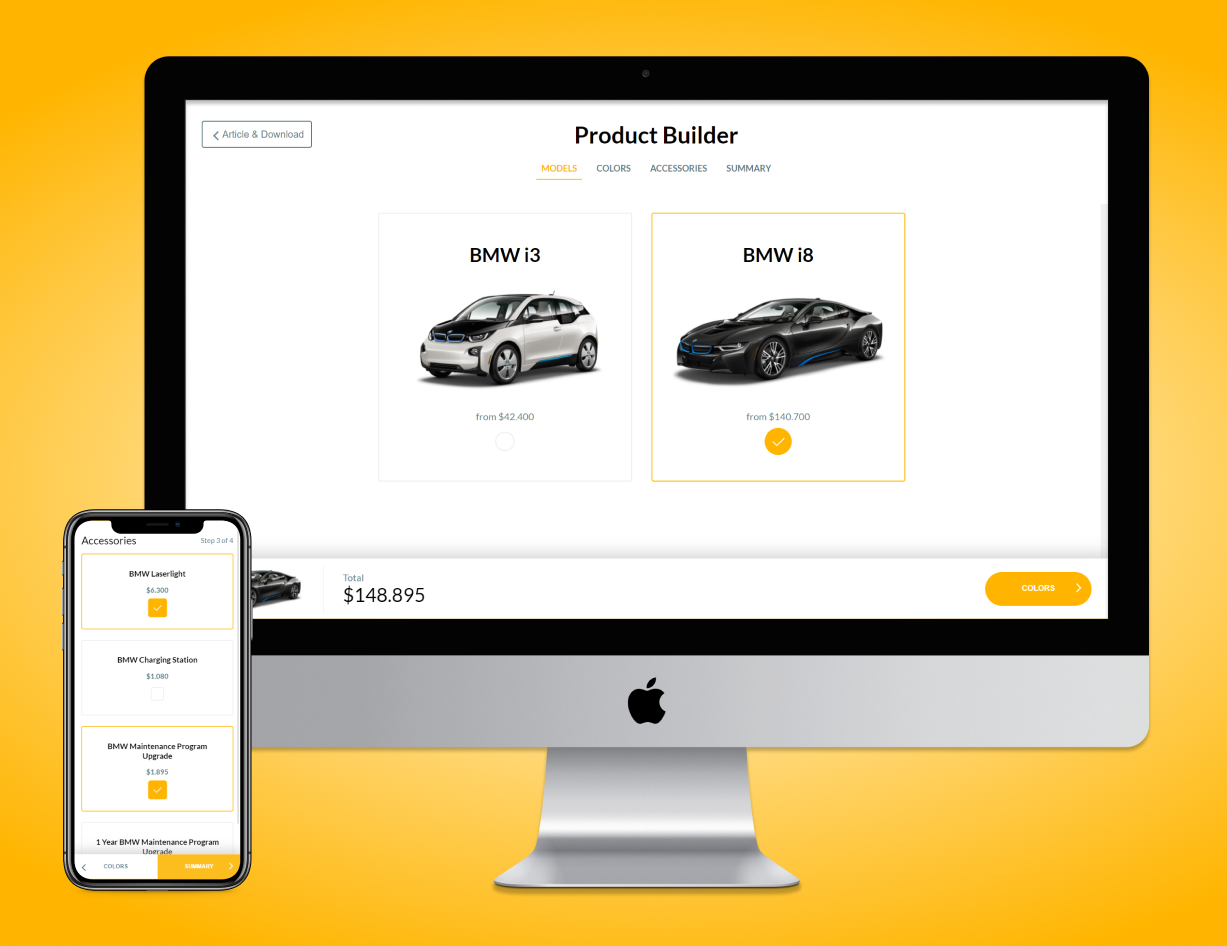 Article & Download
Product Builder
MODELS COLORS ACCESSORIES SUMMARY
BMW i3
from $42.400
BMW i8
from $140.700
Total
$148.895
COLORS
Accessories
Step 3 of 4
BMW Laserlight
$6.300
BMW Charging Station
$1.080
BMW Maintenance Program
Upgrade
$1.895
1 Year BMW Maintenance Program
Upgrade
COLORS
SUMMARY